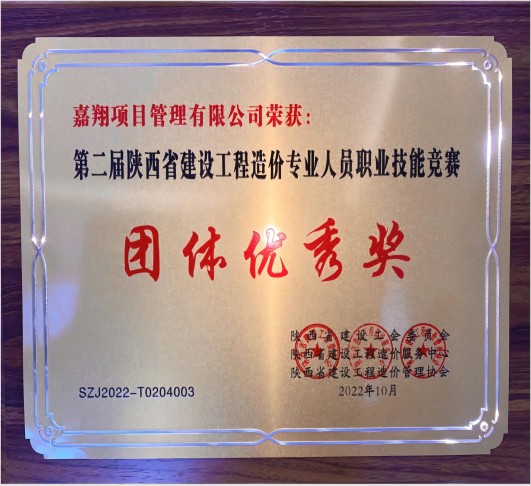 嘉翔项目管理有限公司荣获：
第二届陕西省建设工程造价专业人员职业技能竞赛
团体优秀奖
陕西省建设工会委员会
陕西省建设工程造价服务中心
SZJ2022-T0204003
陕西省建设工程造价管理协会
2022年10月